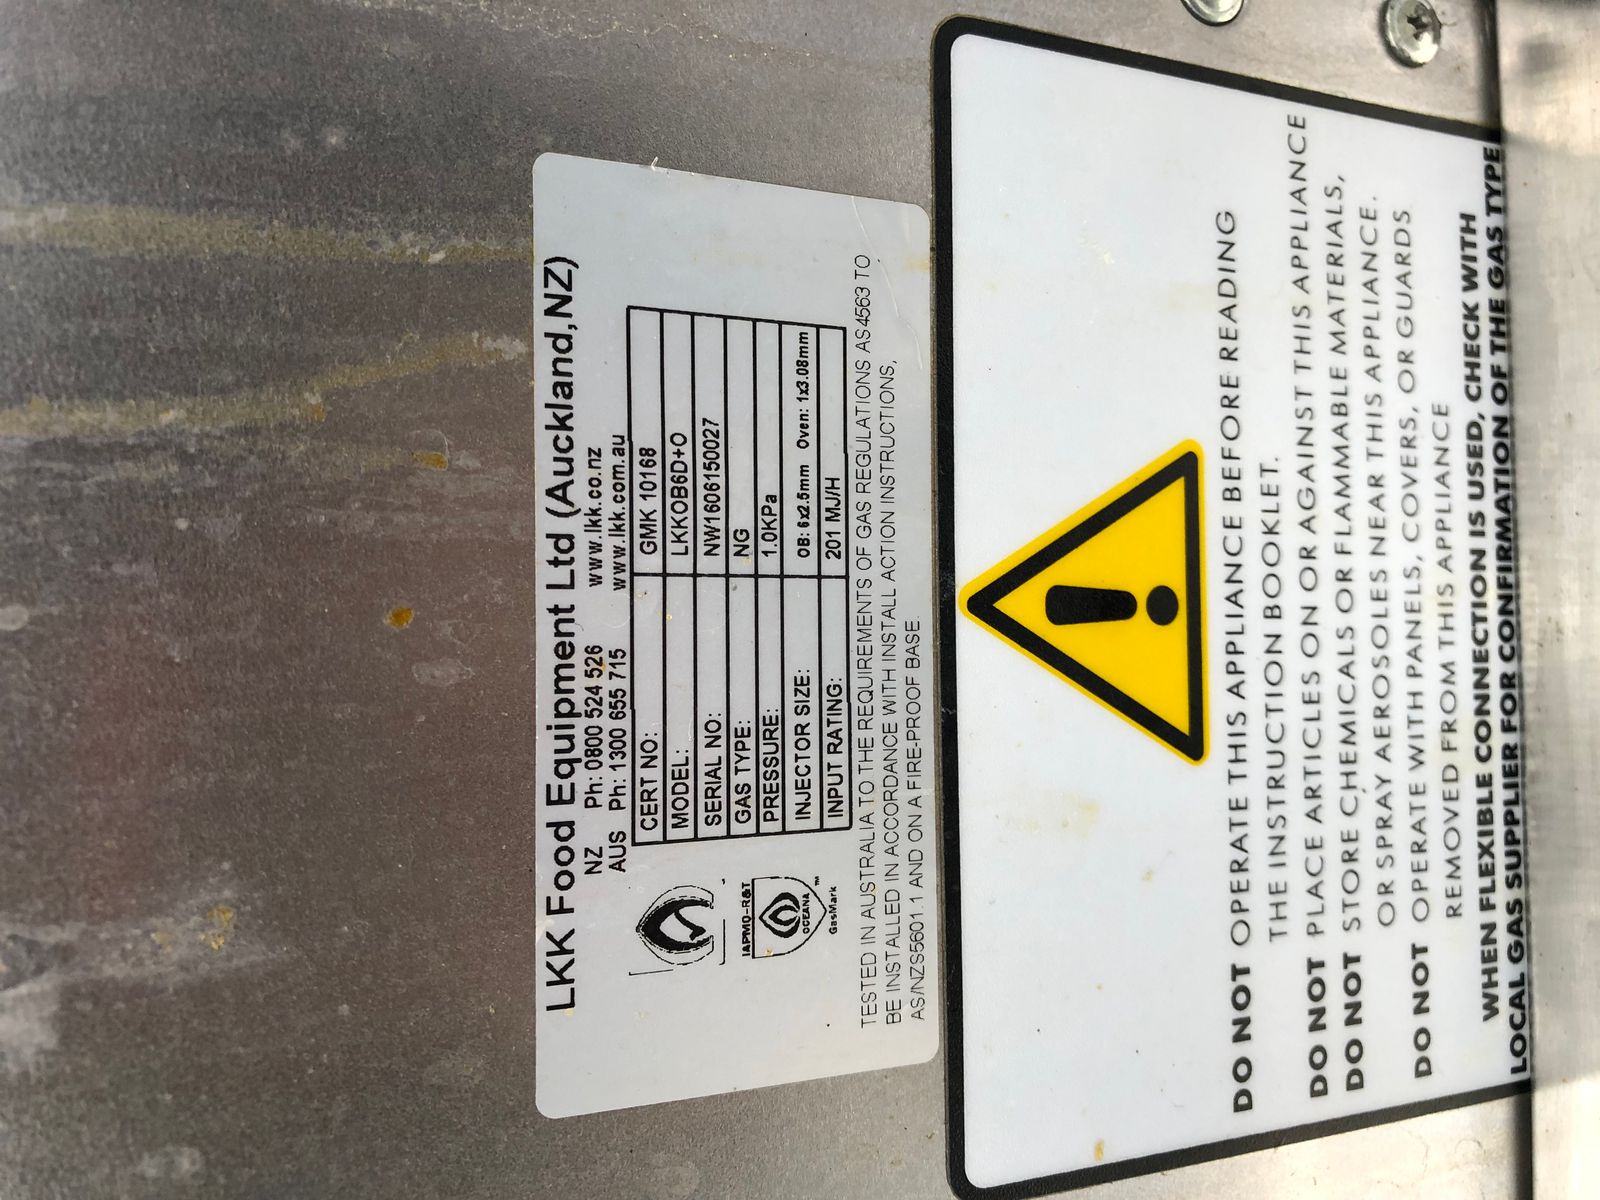 LKK Food Equipment Ltd (Auckland,NZ)
NZ Ph: 0800 524 526 www.lkk.co.nz
AUS Ph: 1300 655 715 www.lkk.com.au
CERT NO: GMK 10168
MODEL: LKKOB6D+O
SERIAL NO: NW1606150027
GAS TYPE: NG
PRESSURE: 1.0KPa
INJECTOR SIZE: OB: 6x2.5mm Oven: 1x3.08mm
INPUT RATING: 201 MJ/H
IAPMO-R&T
OCEANA
TM
GasMark
TESTED IN AUSTRALIA TO THE REQUIREMENTS OF GAS REGULATIONS AS4563 TO
BE INSTALLED IN ACCORDANCE WITH INSTALL ACTION INSTRUCTIONS,
AS/NZS5601.1 AND ON A FIRE-PROOF BASE.
DO NOT OPERATE THIS APPLIANCE BEFORE READING
THE INSTRUCTION BOOKLET.
DO NOT PLACE ARTICLES ON OR AGAINST THIS APPLIANCE
DO NOT STORE CHEMICALS OR FLAMMABLE MATERIALS,
OR SPRAY AEROSOLES NEAR THIS APPLIANCE.
DO NOT OPERATE WITH PANELS, COVERS, OR GUARDS
REMOVED FROM THIS APPLIANCE
WHEN FLEXIBLE CONNECTION IS USED, CHECK WITH
LOCAL GAS SUPPLIER FOR CONFIRMATION OF THE GAS TYPE